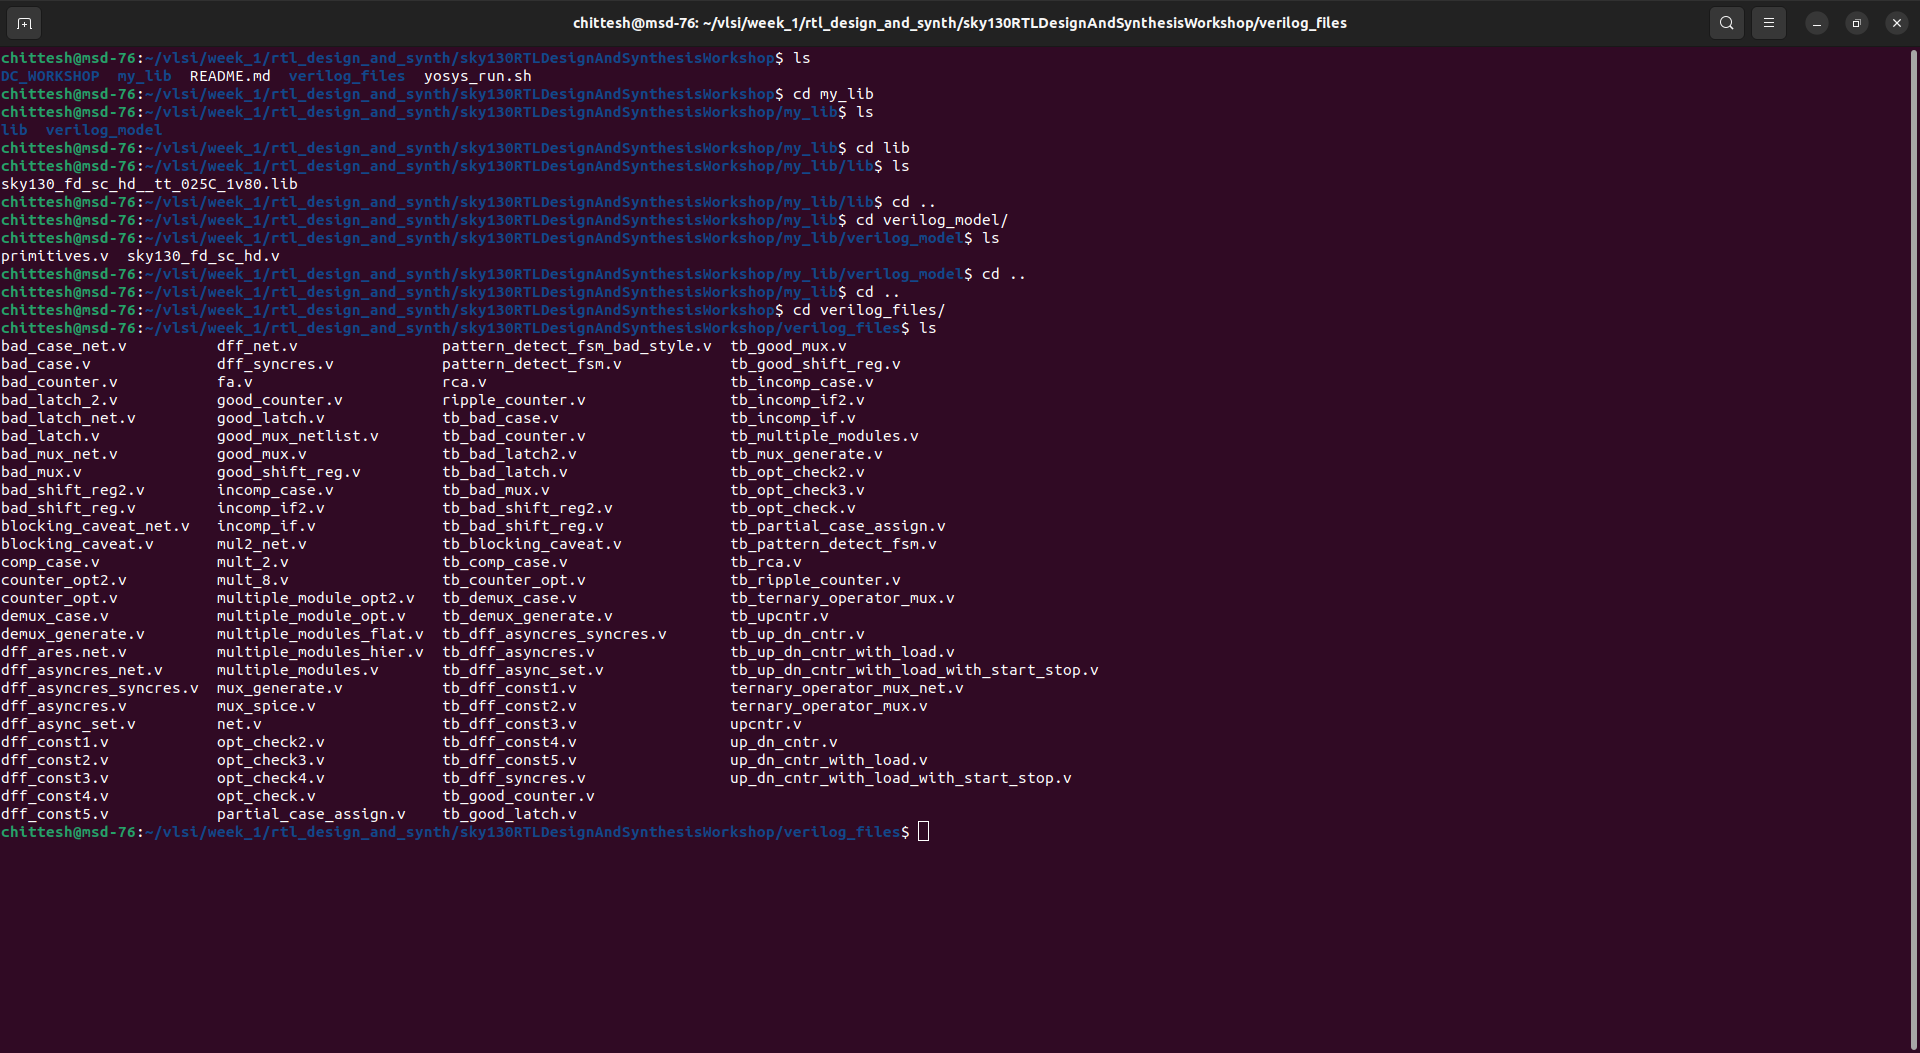 chittesh@msd-76: ~/vlsi/week_1/rtl_design_and_synth/sky130RTLDesignAndSynthesisWorkshop/verilog_files
chittesh@msd-76:~/vlsi/week_1/rtl_design_and_synth/sky130RTLDesignAndSynthesisWorkshop$ ls
DC_WORKSHOP  my_lib  README.md  verilog_files  yosys_run.sh
chittesh@msd-76:~/vlsi/week_1/rtl_design_and_synth/sky130RTLDesignAndSynthesisWorkshop$ cd my_lib
chittesh@msd-76:~/vlsi/week_1/rtl_design_and_synth/sky130RTLDesignAndSynthesisWorkshop/my_lib$ ls
lib  verilog_model
chittesh@msd-76:~/vlsi/week_1/rtl_design_and_synth/sky130RTLDesignAndSynthesisWorkshop/my_lib$ cd lib
chittesh@msd-76:~/vlsi/week_1/rtl_design_and_synth/sky130RTLDesignAndSynthesisWorkshop/my_lib/lib$ ls
sky130_fd_sc_hd__tt_025C_1v80.lib
chittesh@msd-76:~/vlsi/week_1/rtl_design_and_synth/sky130RTLDesignAndSynthesisWorkshop/my_lib/lib$ cd ..
chittesh@msd-76:~/vlsi/week_1/rtl_design_and_synth/sky130RTLDesignAndSynthesisWorkshop/my_lib$ cd verilog_model/
chittesh@msd-76:~/vlsi/week_1/rtl_design_and_synth/sky130RTLDesignAndSynthesisWorkshop/my_lib/verilog_model$ ls
primitives.v  sky130_fd_sc_hd.v
chittesh@msd-76:~/vlsi/week_1/rtl_design_and_synth/sky130RTLDesignAndSynthesisWorkshop/my_lib/verilog_model$ cd ..
chittesh@msd-76:~/vlsi/week_1/rtl_design_and_synth/sky130RTLDesignAndSynthesisWorkshop/my_lib$ cd ..
chittesh@msd-76:~/vlsi/week_1/rtl_design_and_synth/sky130RTLDesignAndSynthesisWorkshop$ cd verilog_files/
chittesh@msd-76:~/vlsi/week_1/rtl_design_and_synth/sky130RTLDesignAndSynthesisWorkshop/verilog_files$ ls
bad_case_net.v  dff_net.v  pattern_detect_fsm_bad_style.v  tb_good_mux.v
bad_case.v  dff_syncres.v  pattern_detect_fsm.v  tb_good_shift_reg.v
bad_counter.v  fa.v  rca.v  tb_incomp_case.v
bad_latch_2.v  good_counter.v  ripple_counter.v  tb_incomp_if2.v
bad_latch_net.v  good_latch.v  tb_bad_case.v  tb_incomp_if.v
bad_latch.v  good_mux_netlist.v  tb_bad_counter.v  tb_multiple_modules.v
bad_mux_net.v  good_mux.v  tb_bad_latch2.v  tb_mux_generate.v
bad_mux.v  good_shift_reg.v  tb_bad_latch.v  tb_opt_check2.v
bad_shift_reg2.v  incomp_case.v  tb_bad_mux.v  tb_opt_check3.v
bad_shift_reg.v  incomp_if2.v  tb_bad_shift_reg2.v  tb_opt_check.v
blocking_caveat_net.v  incomp_if.v  tb_bad_shift_reg.v  tb_partial_case_assign.v
blocking_caveat.v  mul2_net.v  tb_blocking_caveat.v  tb_pattern_detect_fsm.v
comp_case.v  mult_2.v  tb_comp_case.v  tb_rca.v
counter_opt2.v  mult_8.v  tb_counter_opt.v  tb_ripple_counter.v
counter_opt.v  multiple_module_opt2.v  tb_demux_case.v  tb_ternary_operator_mux.v
demux_case.v  multiple_module_opt.v  tb_demux_generate.v  tb_upcntr.v
demux_generate.v  multiple_modules_flat.v  tb_dff_asyncres_syncres.v  tb_up_dn_cntr.v
dff_ares.net.v  multiple_modules_hier.v  tb_dff_asyncres.v  tb_up_dn_cntr_with_load.v
dff_asyncres_net.v  multiple_modules.v  tb_dff_async_set.v  tb_up_dn_cntr_with_load_with_start_stop.v
dff_asyncres_syncres.v  mux_generate.v  tb_dff_const1.v  ternary_operator_mux_net.v
dff_asyncres.v  mux_spice.v  tb_dff_const2.v  ternary_operator_mux.v
dff_async_set.v  net.v  tb_dff_const3.v  upcntr.v
dff_const1.v  opt_check2.v  tb_dff_const4.v  up_dn_cntr.v
dff_const2.v  opt_check3.v  tb_dff_const5.v  up_dn_cntr_with_load.v
dff_const3.v  opt_check4.v  tb_dff_syncres.v  up_dn_cntr_with_load_with_start_stop.v
dff_const4.v  opt_check.v  tb_good_counter.v
dff_const5.v  partial_case_assign.v  tb_good_latch.v
chittesh@msd-76:~/vlsi/week_1/rtl_design_and_synth/sky130RTLDesignAndSynthesisWorkshop/verilog_files$